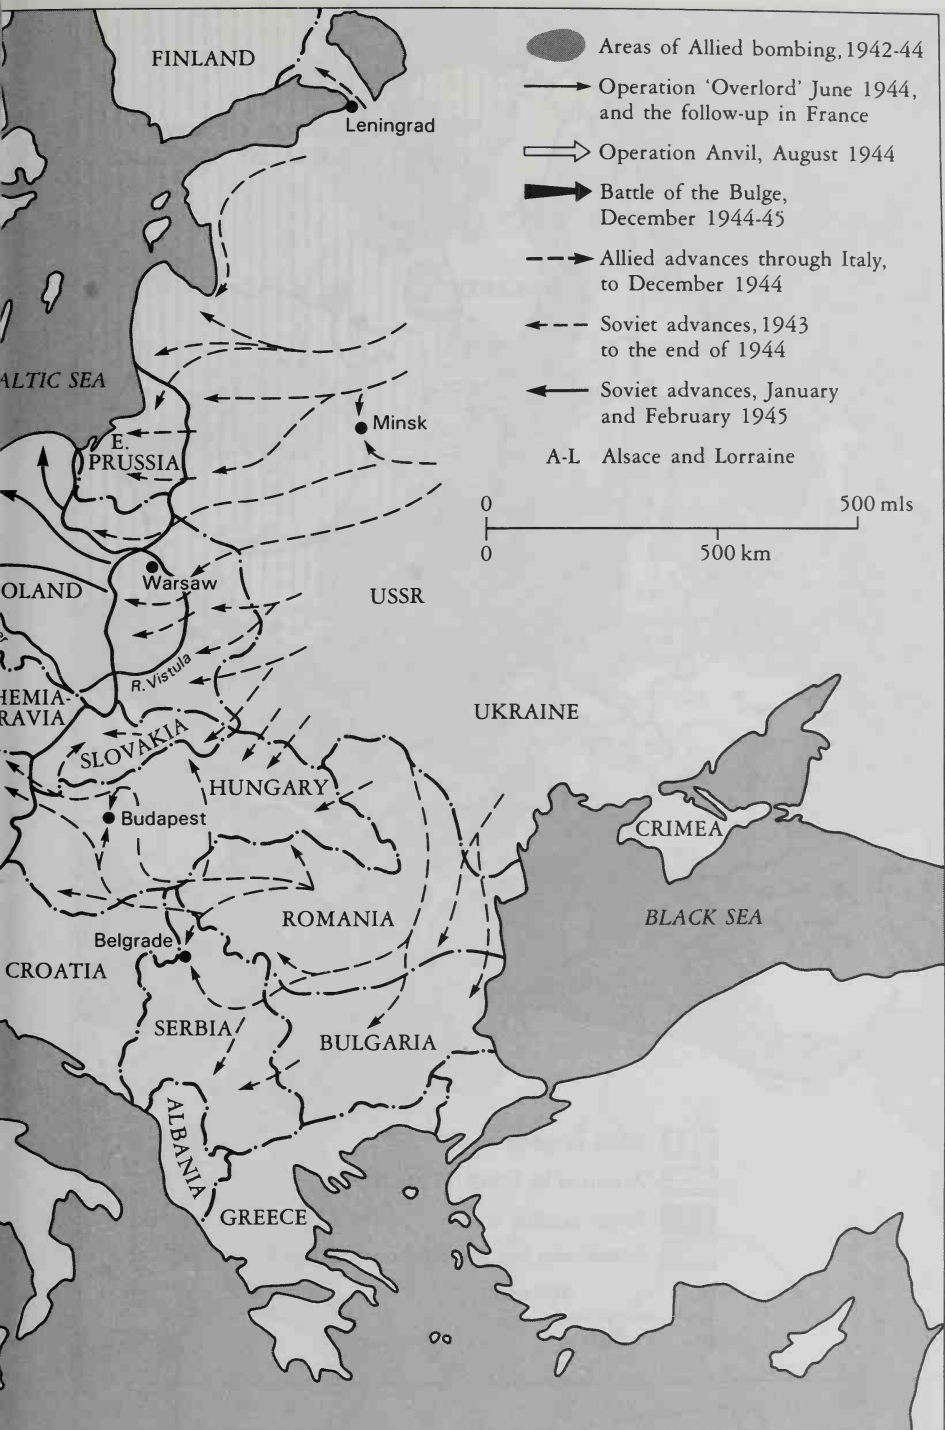 FINLAND
Leningrad
Areas of Allied bombing, 1942-44
Operation ‘Overlord’ June 1944,
and the follow-up in France
Operation Anvil, August 1944
Battle of the Bulge,
December 1944-45
Allied advances through Italy,
to December 1944
Soviet advances, 1943
to the end of 1944
Soviet advances, January
and February 1945
A-L Alsace and Lorraine
0 500 mls
0 500 km
ALTIC SEA
Minsk
E.
PRUSSIA
Warsaw
OLAND
USSR
er
R. Vistula
HEMIA-
RAVIA
UKRAINE
SLOVAKIA
HUNGARY
Budapest
CRIMEA
ROMANIA
BLACK SEA
Belgrade
CROATIA
SERBIA
BULGARIA
ALBANIA
GREECE